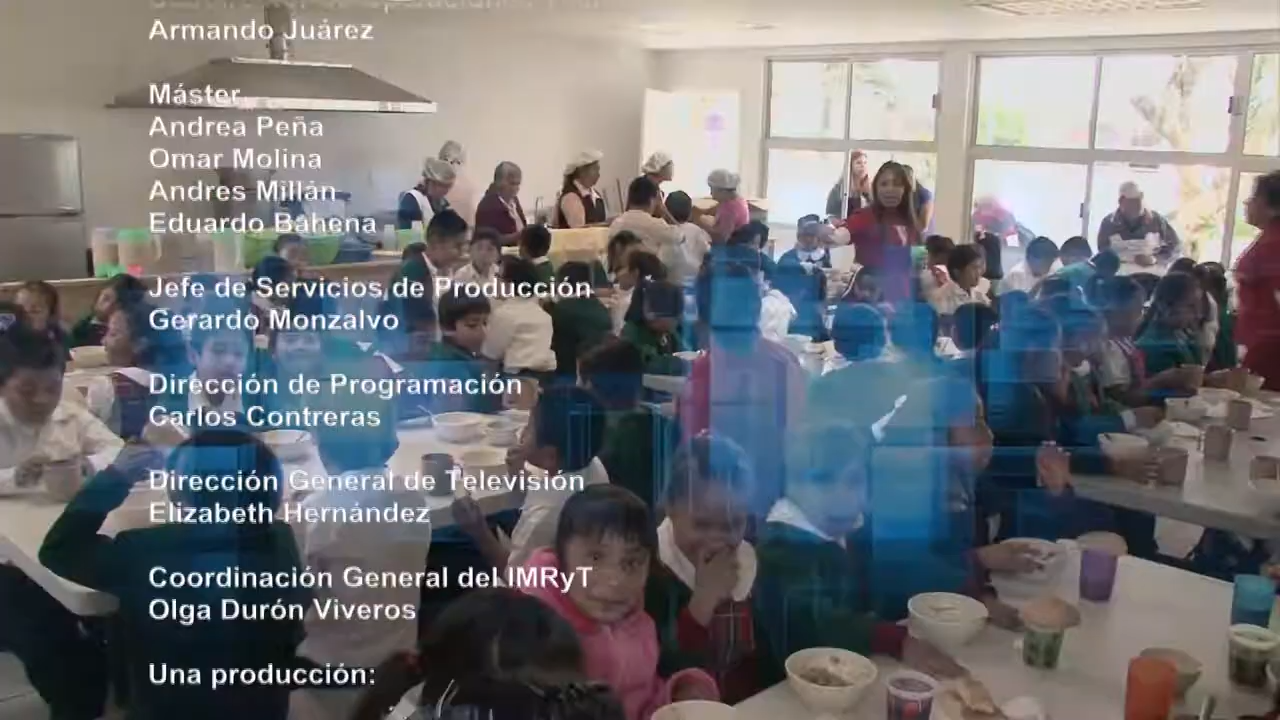 Armando Juárez
Máster
Andrea Peña
Omar Molina
Andres Millán
Eduardo Bahena
Jefe de Servicios de Producción
Gerardo Monzalvo
Dirección de Programación
Carlos Contreras
Dirección General de Televisión
Elizabeth Hernández
Coordinación General del IMRyT
Olga Durón Viveros
Una producción: